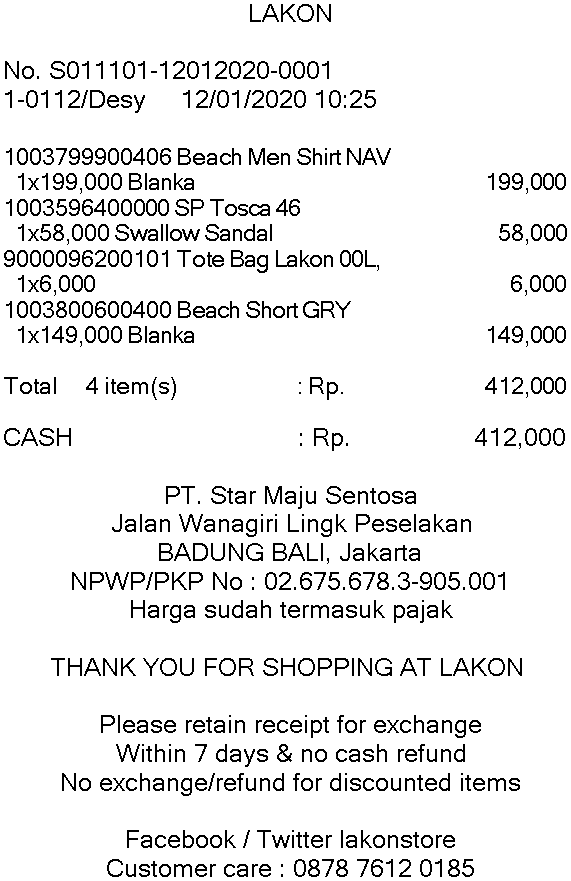 LAKON
No. S011101-12012020-0001
1-0112/Desy 12/01/2020 10:25
1003799900406 Beach Men Shirt NAV
1x199,000 Blanka 199,000
1003596400000 SP Tosca 46
1x58,000 Swallow Sandal 58,000
9000096200101 Tote Bag Lakon 00L,
1x6,000 6,000
1003800600400 Beach Short GRY
1x149,000 Blanka 149,000
Total 4 item(s) : Rp. 412,000
CASH : Rp. 412,000
PT. Star Maju Sentosa
Jalan Wanagiri Lingk Peselakan
BADUNG BALI, Jakarta
NPWP/PKP No : 02.675.678.3-905.001
Harga sudah termasuk pajak
THANK YOU FOR SHOPPING AT LAKON
Please retain receipt for exchange
Within 7 days & no cash refund
No exchange/refund for discounted items
Facebook / Twitter lakonstore
Customer care : 0878 7612 0185